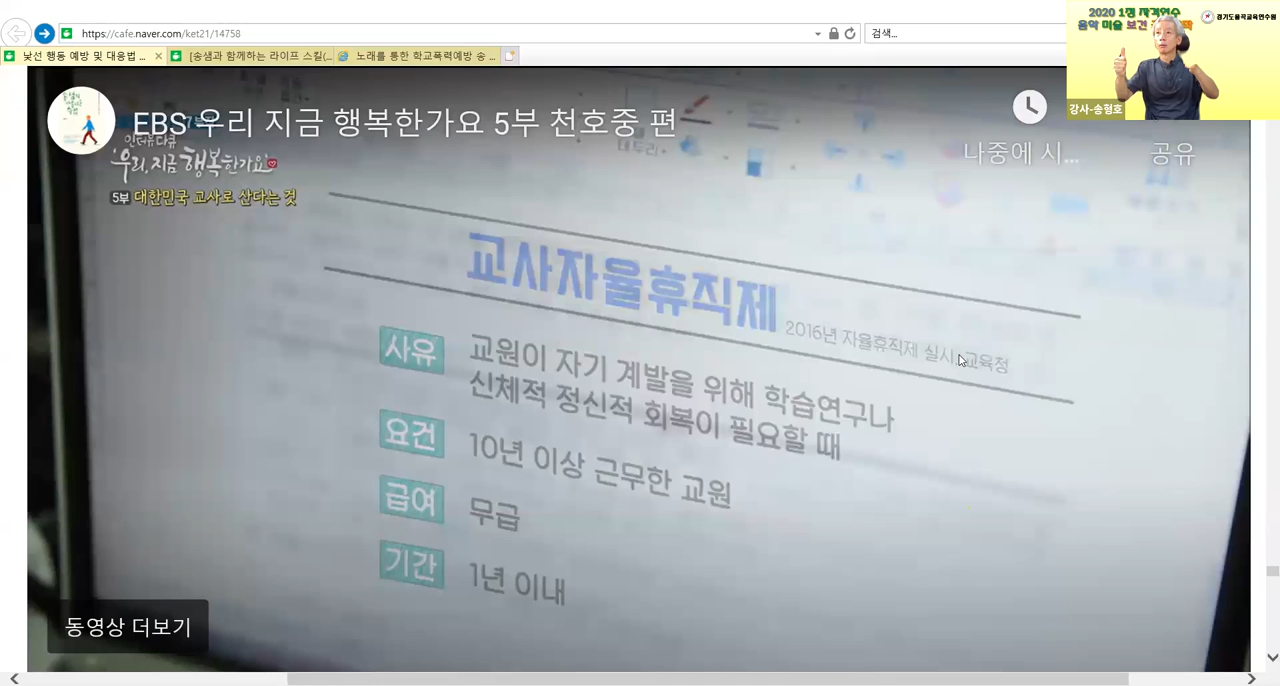 https://cafe.naver.com/ket21/14758
검색...
낯선 행동 예방 및 대응법 ...
[송샘과 함께하는 라이프 스킬(...
노래를 통한 학교폭력예방 송 ...
2020 1정 자격연수
음악 미술 보건
경기도율곡교육연수원
강사-송형호
EBS 우리 지금 행복한가요 5부 천호중 편
나중에 시...
공유
인터뷰다큐
'우리, 지금 행복한가요'
5부 대한민국 교사로 산다는 것
테두리
교사자율휴직제
2016년 자율휴직제 실시, 교육청
사유
교원이 자기 계발을 위해 학습연구나
신체적 정신적 회복이 필요할 때
요건
10년 이상 근무한 교원
급여
무급
기간
1년 이내
동영상 더보기